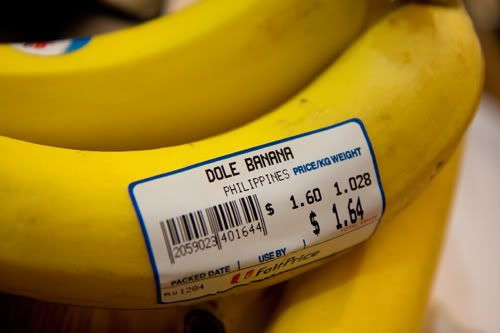 DOLE BANANA
PHILIPPINES PRICE/KG WEIGHT
$ 1.60 1.028
2059023 401644
$ 1.64
PACKED DATE USE BY
PLU 1204 FairPrice